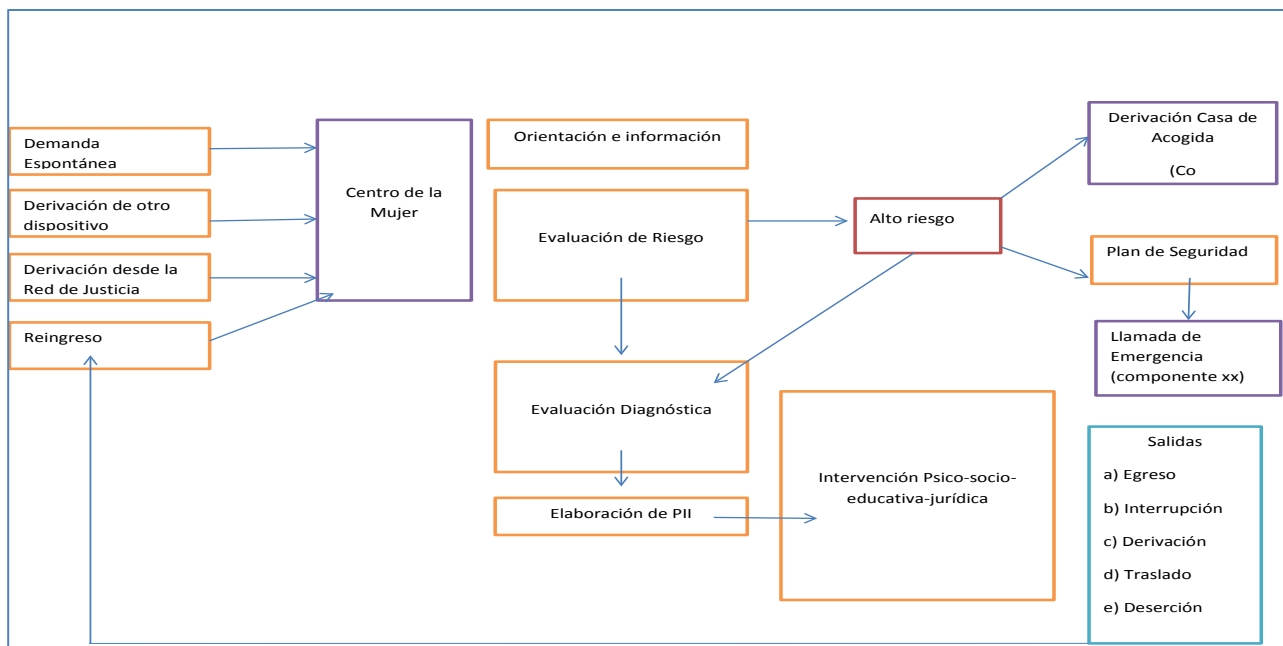 Demanda
Espontánea
Derivación de otro
dispositivo
Derivación desde la
Red de Justicia
Reingreso
Centro de la
Mujer
Orientación e información
Evaluación de Riesgo
Evaluación Diagnóstica
Elaboración de PII
Alto riesgo
Intervención Psico-socio-
educativa-jurídica
Derivación Casa de
Acogida
(Co
Plan de Seguridad
Llamada de
Emergencia
(componente xx)
Salidas
a) Egreso
b) Interrupción
c) Derivación
d) Traslado
e) Deserción